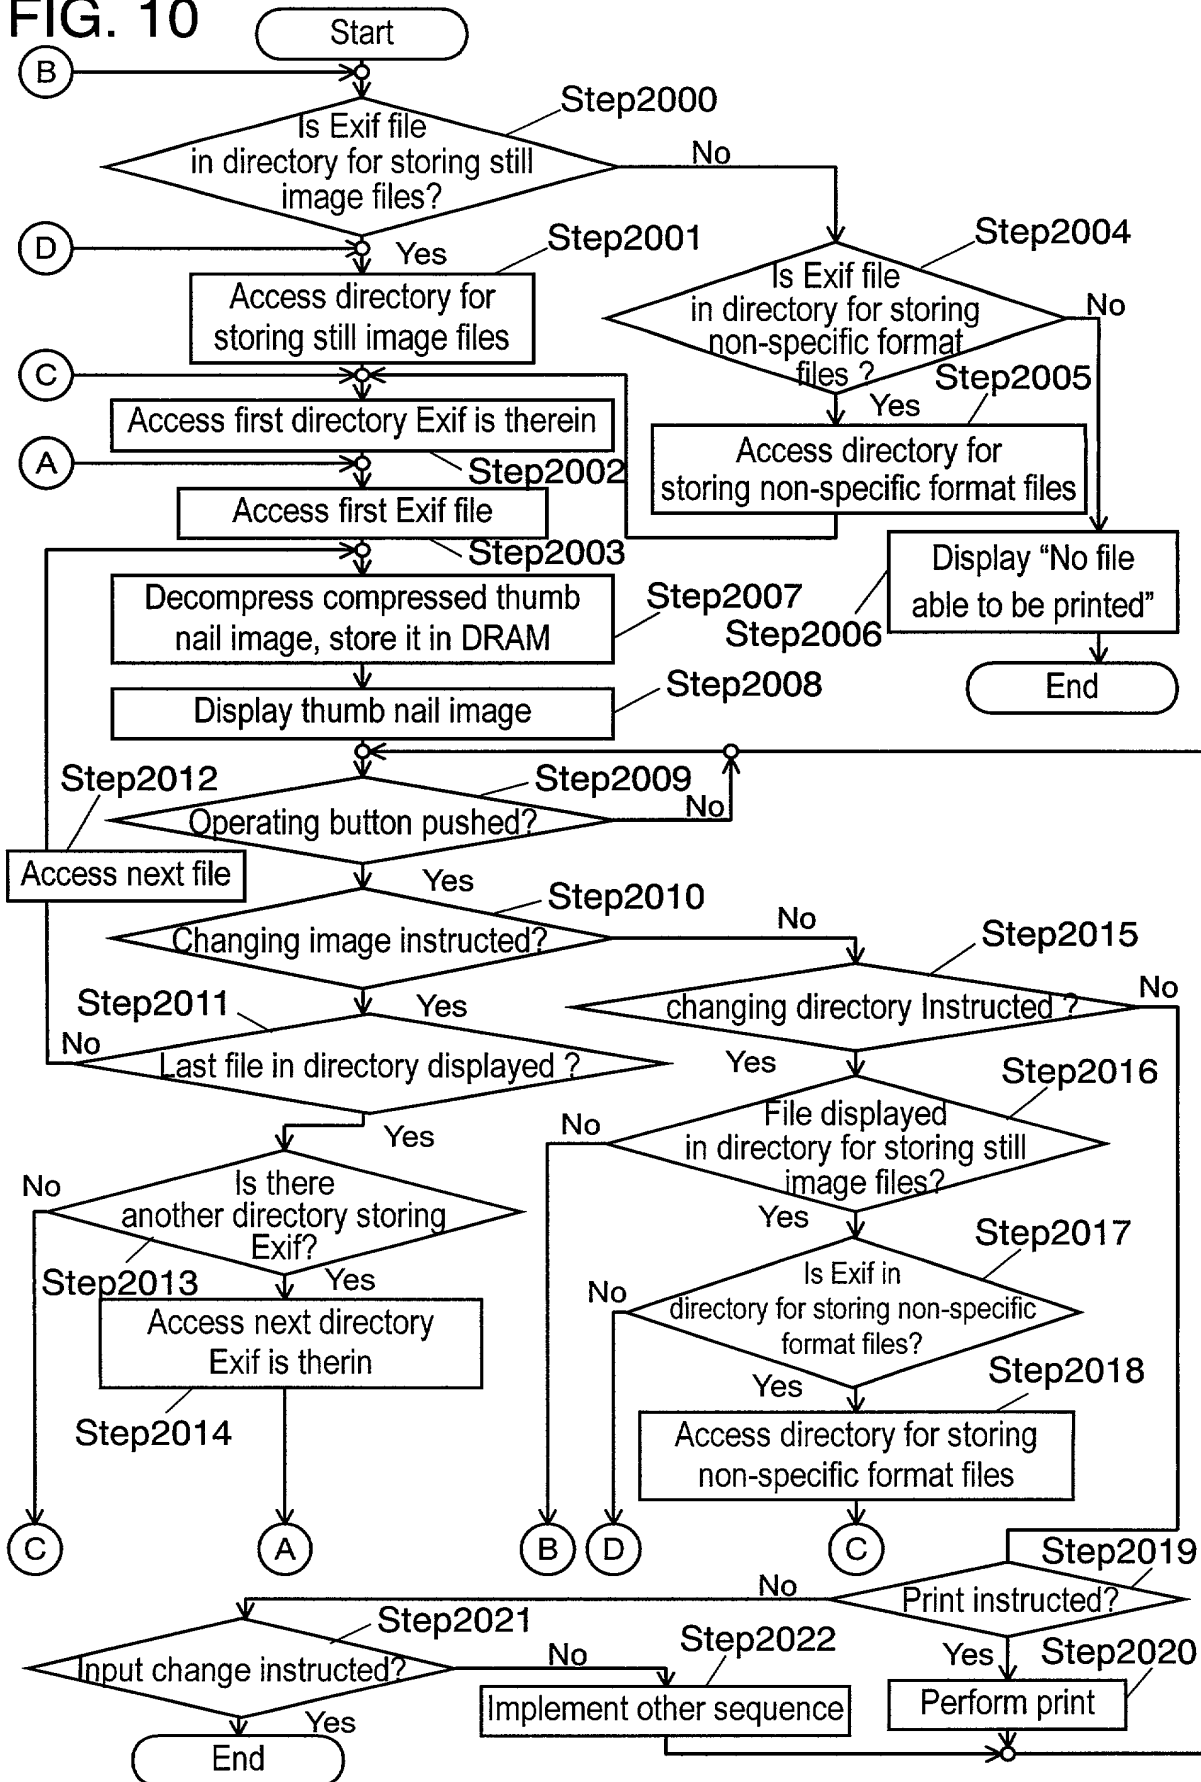 FIG. 10
Start
B
Step2000
Is Exif file
in directory for storing still
image files?
No
D
Yes
Step2001
Step2004
Access directory for
storing still image files
Is Exif file
in directory for storing
non-specific format
files ?
No
C
Step2005
Yes
Access first directory Exif is therein
Access directory for
storing non-specific format files
A
Step2002
Access first Exif file
Step2003
Display “No file
able to be printed”
Decompress compressed thumb
nail image, store it in DRAM
Step2007
Step2006
Step2008
End
Display thumb nail image
Step2012
Step2009
No
Operating button pushed?
Access next file
Yes
Step2010
No
Changing image instructed?
Step2015
Step2011
Yes
changing directory Instructed ?
No
No
Last file in directory displayed ?
Yes
Step2016
File displayed
in directory for storing still
image files?
No
Yes
No
Is there
another directory storing
Exif?
Yes
Step2017
Step2013
Yes
Is Exif in
directory for storing non-specific
format files?
No
Access next directory
Exif is therin
Yes
Step2018
Step2014
Access directory for storing
non-specific format files
C
A
B
D
C
Step2019
No
Print instructed?
Step2021
Step2022
Yes
Step2020
Input change instructed?
No
Implement other sequence
Perform print
Yes
End